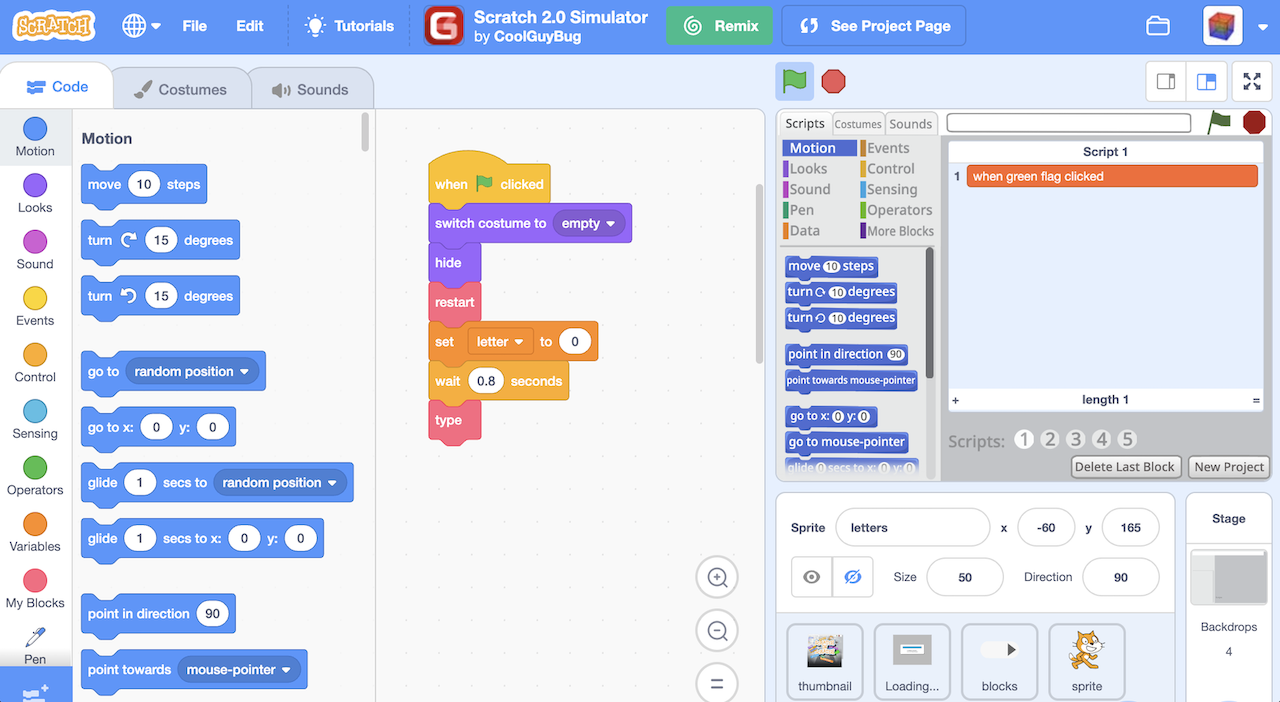 SCRATCH
File
Edit
Tutorials
Scratch 2.0 Simulator
by CoolGuyBug
Remix
See Project Page
Code
Costumes
Sounds
Motion
Looks
Sound
Events
Control
Sensing
Operators
Variables
My Blocks
Pen
Motion
move 10 steps
turn 15 degrees
turn 15 degrees
go to random position
go to x: 0 y: 0
glide 1 secs to random position
glide 1 secs to x: 0 y: 0
point in direction 90
point towards mouse-pointer
when clicked
switch costume to empty
hide
restart
set letter to 0
wait 0.8 seconds
type
Scripts
Costumes
Sounds
Motion
Events
Looks
Control
Sound
Sensing
Pen
Operators
Data
More Blocks
move 10 steps
turn 10 degrees
turn 10 degrees
point in direction 90
point towards mouse-pointer
go to x: 0 y: 0
go to mouse-pointer
glide 0 secs to x: 0 y: 0
Script 1
1 when green flag clicked
+ length 1 =
Scripts: 1 2 3 4 5
Delete Last Block
New Project
Sprite letters x -60 y 165
Size 50 Direction 90
thumbnail
Loading...
blocks
sprite
Stage
Backdrops
4